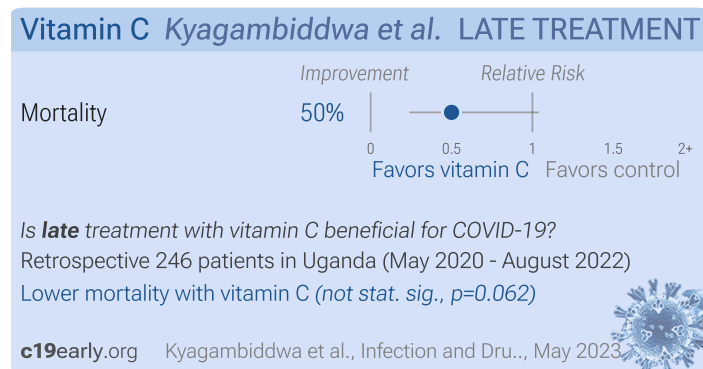 Vitamin C Kyagambiddwa et al. LATE TREATMENT
Improvement Relative Risk
Mortality 50%
0 0.5 1 1.5 2+
Favors vitamin C Favors control
Is late treatment with vitamin C beneficial for COVID-19?
Retrospective 246 patients in Uganda (May 2020 - August 2022)
Lower mortality with vitamin C (not stat. sig., p=0.062)
c19early.org Kyagambiddwa et al., Infection and Dru.., May 2023